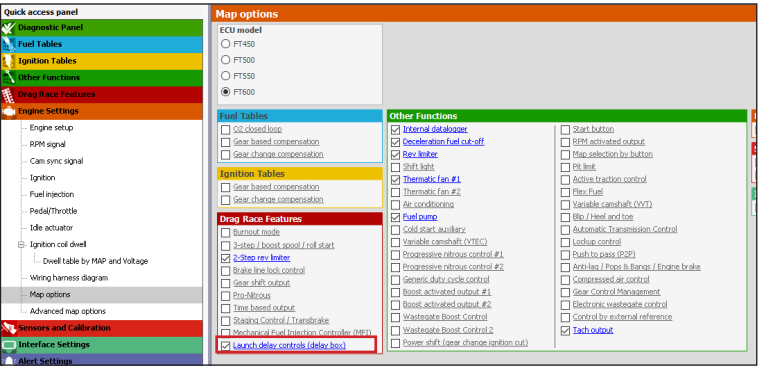 Quick access panel
Diagnostic Panel
Fuel Tables
Ignition Tables
Other Functions
Drag Race Features
Engine Settings
Engine setup
RPM signal
Cam sync signal
Ignition
Fuel injection
Pedal/Throttle
Idle actuator
Ignition coil dwell
Dwell table by MAP and Voltage
Wiring harness diagram
Map options
Advanced map options
Sensors and Calibration
Interface Settings
Alert Settings
Map options
ECU model
FT450
FT500
FT550
FT600
Fuel Tables
O2 closed loop
Gear based compensation
Gear change compensation
Ignition Tables
Gear based compensation
Gear change compensation
Drag Race Features
Burnout mode
3-step / boost spool / roll start
2-Step rev limiter
Brake line lock control
Gear shift output
Pro-Nitrous
Time based output
Staging Control / Transbrake
Mechanical Fuel Injection Controller (MFI)
Launch delay controls (delay box)
Other Functions
Internal datalogger
Deceleration fuel cut-off
Rev limiter
Shift light
Thermatic fan #1
Thermatic fan #2
Air conditioning
Fuel pump
Cold start auxiliary
Variable camshaft (VTEC)
Progressive nitrous control #1
Progressive nitrous control #2
Generic duty cycle control
Boost activated output #1
Boost activated output #2
Wastegate Boost Control
Wastegate Boost Control 2
Power shift (gear change ignition cut)
Start button
RPM activated output
Map selection by button
Pit limit
Active traction control
Flex Fuel
Variable camshaft (VVT)
Blip / Heel and toe
Automatic Transmission Control
Lockup control
Push to pass (P2P)
Anti-lag / Pops & Bangs / Engine brake
Compressed air control
Gear Control Management
Electronic wastegate control
Control by external reference
Tach output